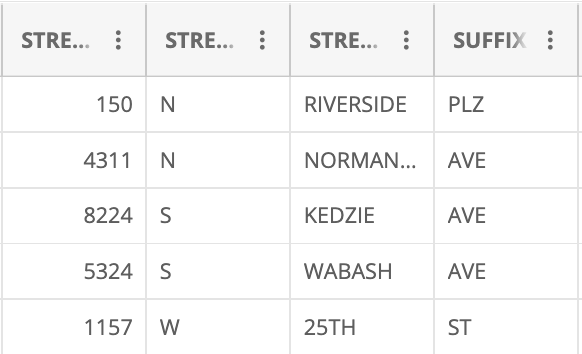 STRE... STRE... STRE... SUFFIX
150 N RIVERSIDE PLZ
4311 N NORMAN... AVE
8224 S KEDZIE AVE
5324 S WABASH AVE
1157 W 25TH ST